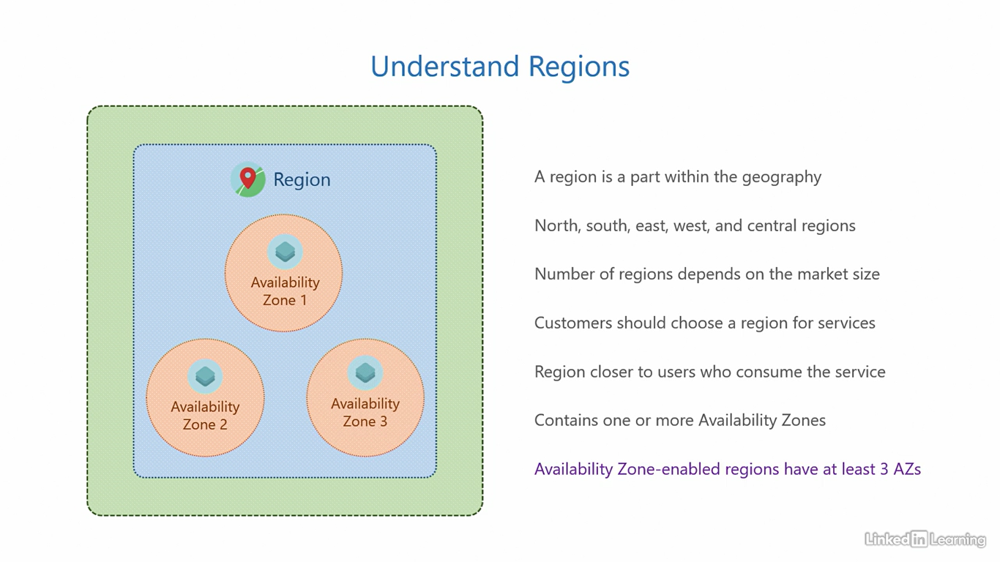 Understand Regions
Region
Availability
Zone 1
Availability
Zone 2
Availability
Zone 3
A region is a part within the geography
North, south, east, west, and central regions
Number of regions depends on the market size
Customers should choose a region for services
Region closer to users who consume the service
Contains one or more Availability Zones
Availability Zone-enabled regions have at least 3 AZs
Linked in Learning